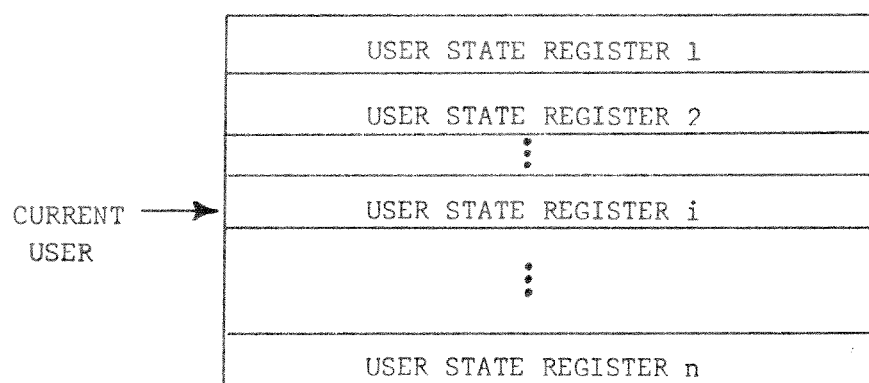 USER STATE REGISTER 1
USER STATE REGISTER 2
CURRENT
USER
USER STATE REGISTER i
USER STATE REGISTER n